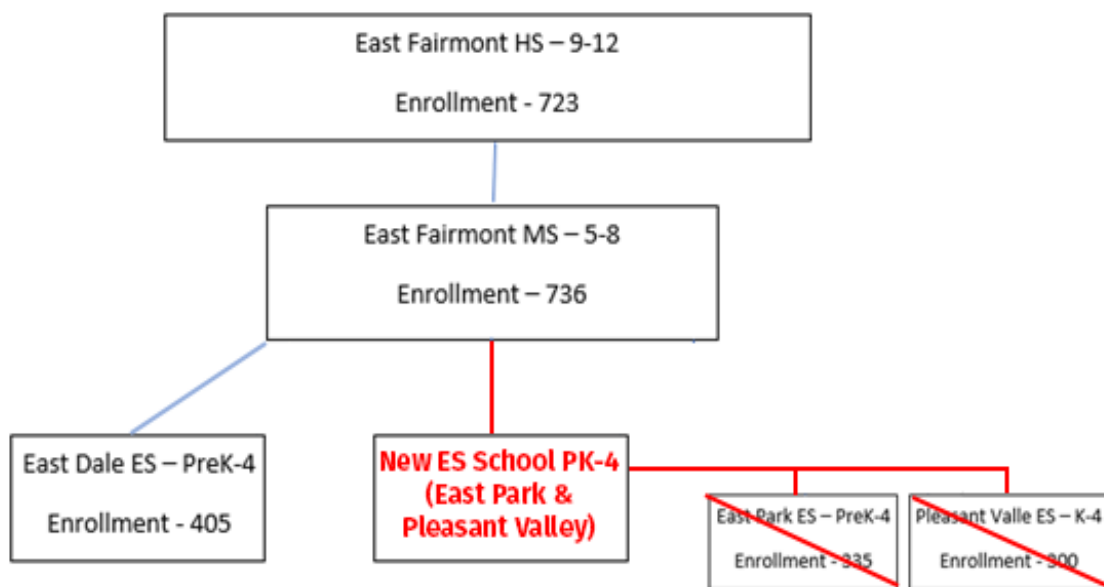 East Fairmont HS – 9-12
Enrollment - 723
East Fairmont MS – 5-8
Enrollment – 736
East Dale ES – PreK-4
Enrollment - 405
New ES School PK-4
(East Park &
Pleasant Valley)
East Park ES – PreK-4
Enrollment - 335
Pleasant Valle ES – K-4
Enrollment - 300